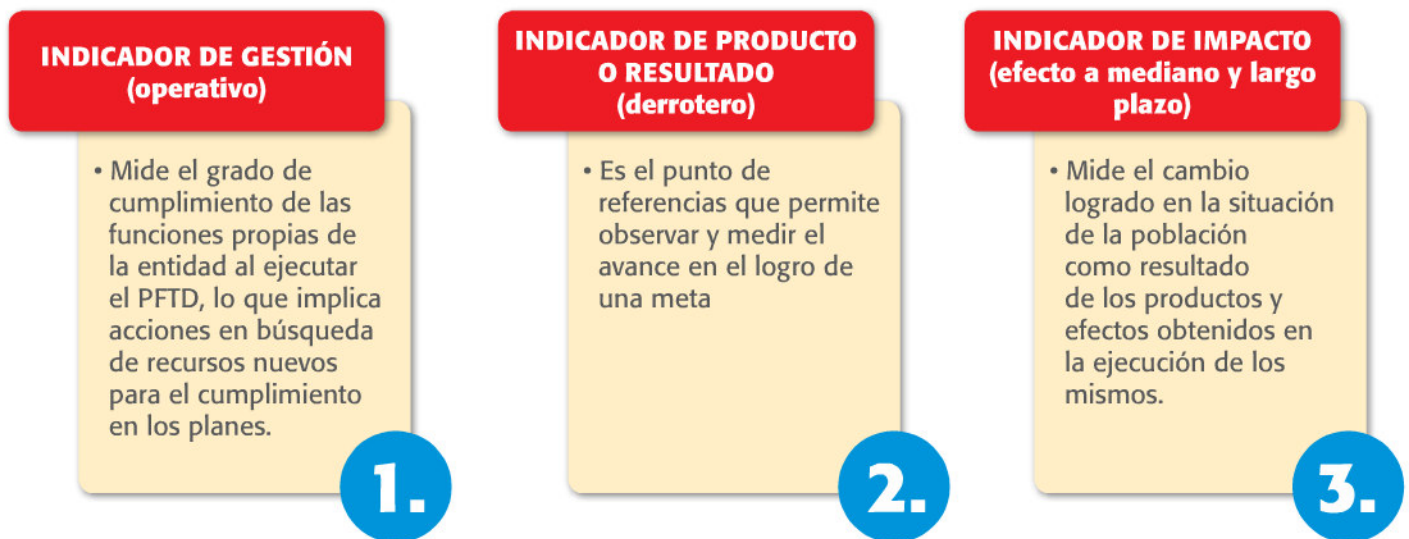 INDICADOR DE GESTIÓN
(operativo)
• Mide el grado de
cumplimiento de las
funciones propias de
la entidad al ejecutar
el PFTD, lo que implica
acciones en búsqueda
de recursos nuevos
para el cumplimiento
en los planes.
1.
INDICADOR DE PRODUCTO
O RESULTADO
(derrotero)
• Es el punto de
referencias que permite
observar y medir el
avance en el logro de
una meta
2.
INDICADOR DE IMPACTO
(efecto a mediano y largo
plazo)
• Mide el cambio
logrado en la situación
de la población
como resultado
de los productos y
efectos obtenidos en
la ejecución de los
mismos.
3.